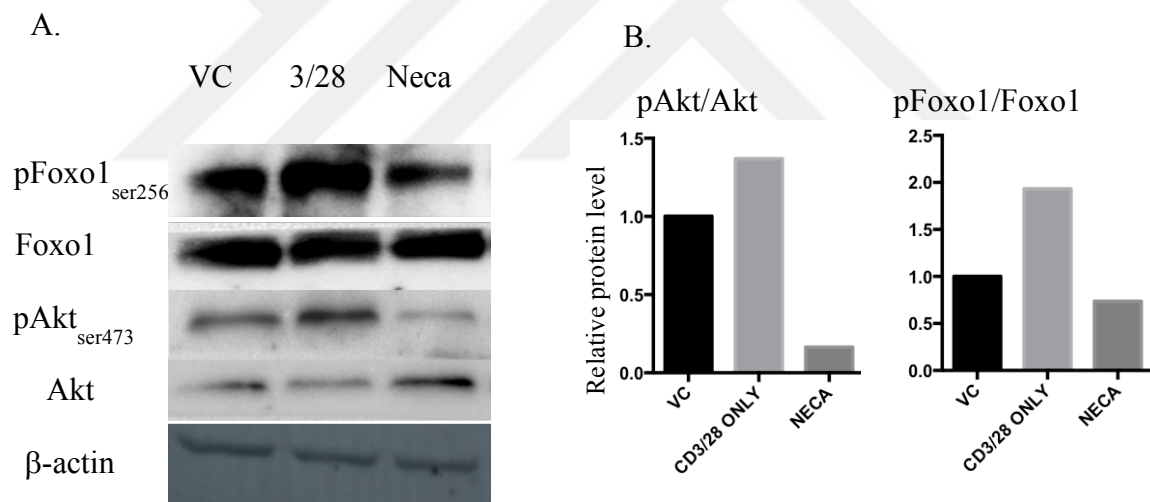 A.
VC 3/28 Neca
pFoxo1ser256
Foxo1
pAktser473
Akt
β-actin
B.
pAkt/Akt
Relative protein level
1.5
1.0
0.5
0.0
VC
CD3/28 ONLY
NECA
pFoxo1/Foxo1
2.5
2.0
1.5
1.0
0.5
0.0
VC
CD3/28 ONLY
NECA